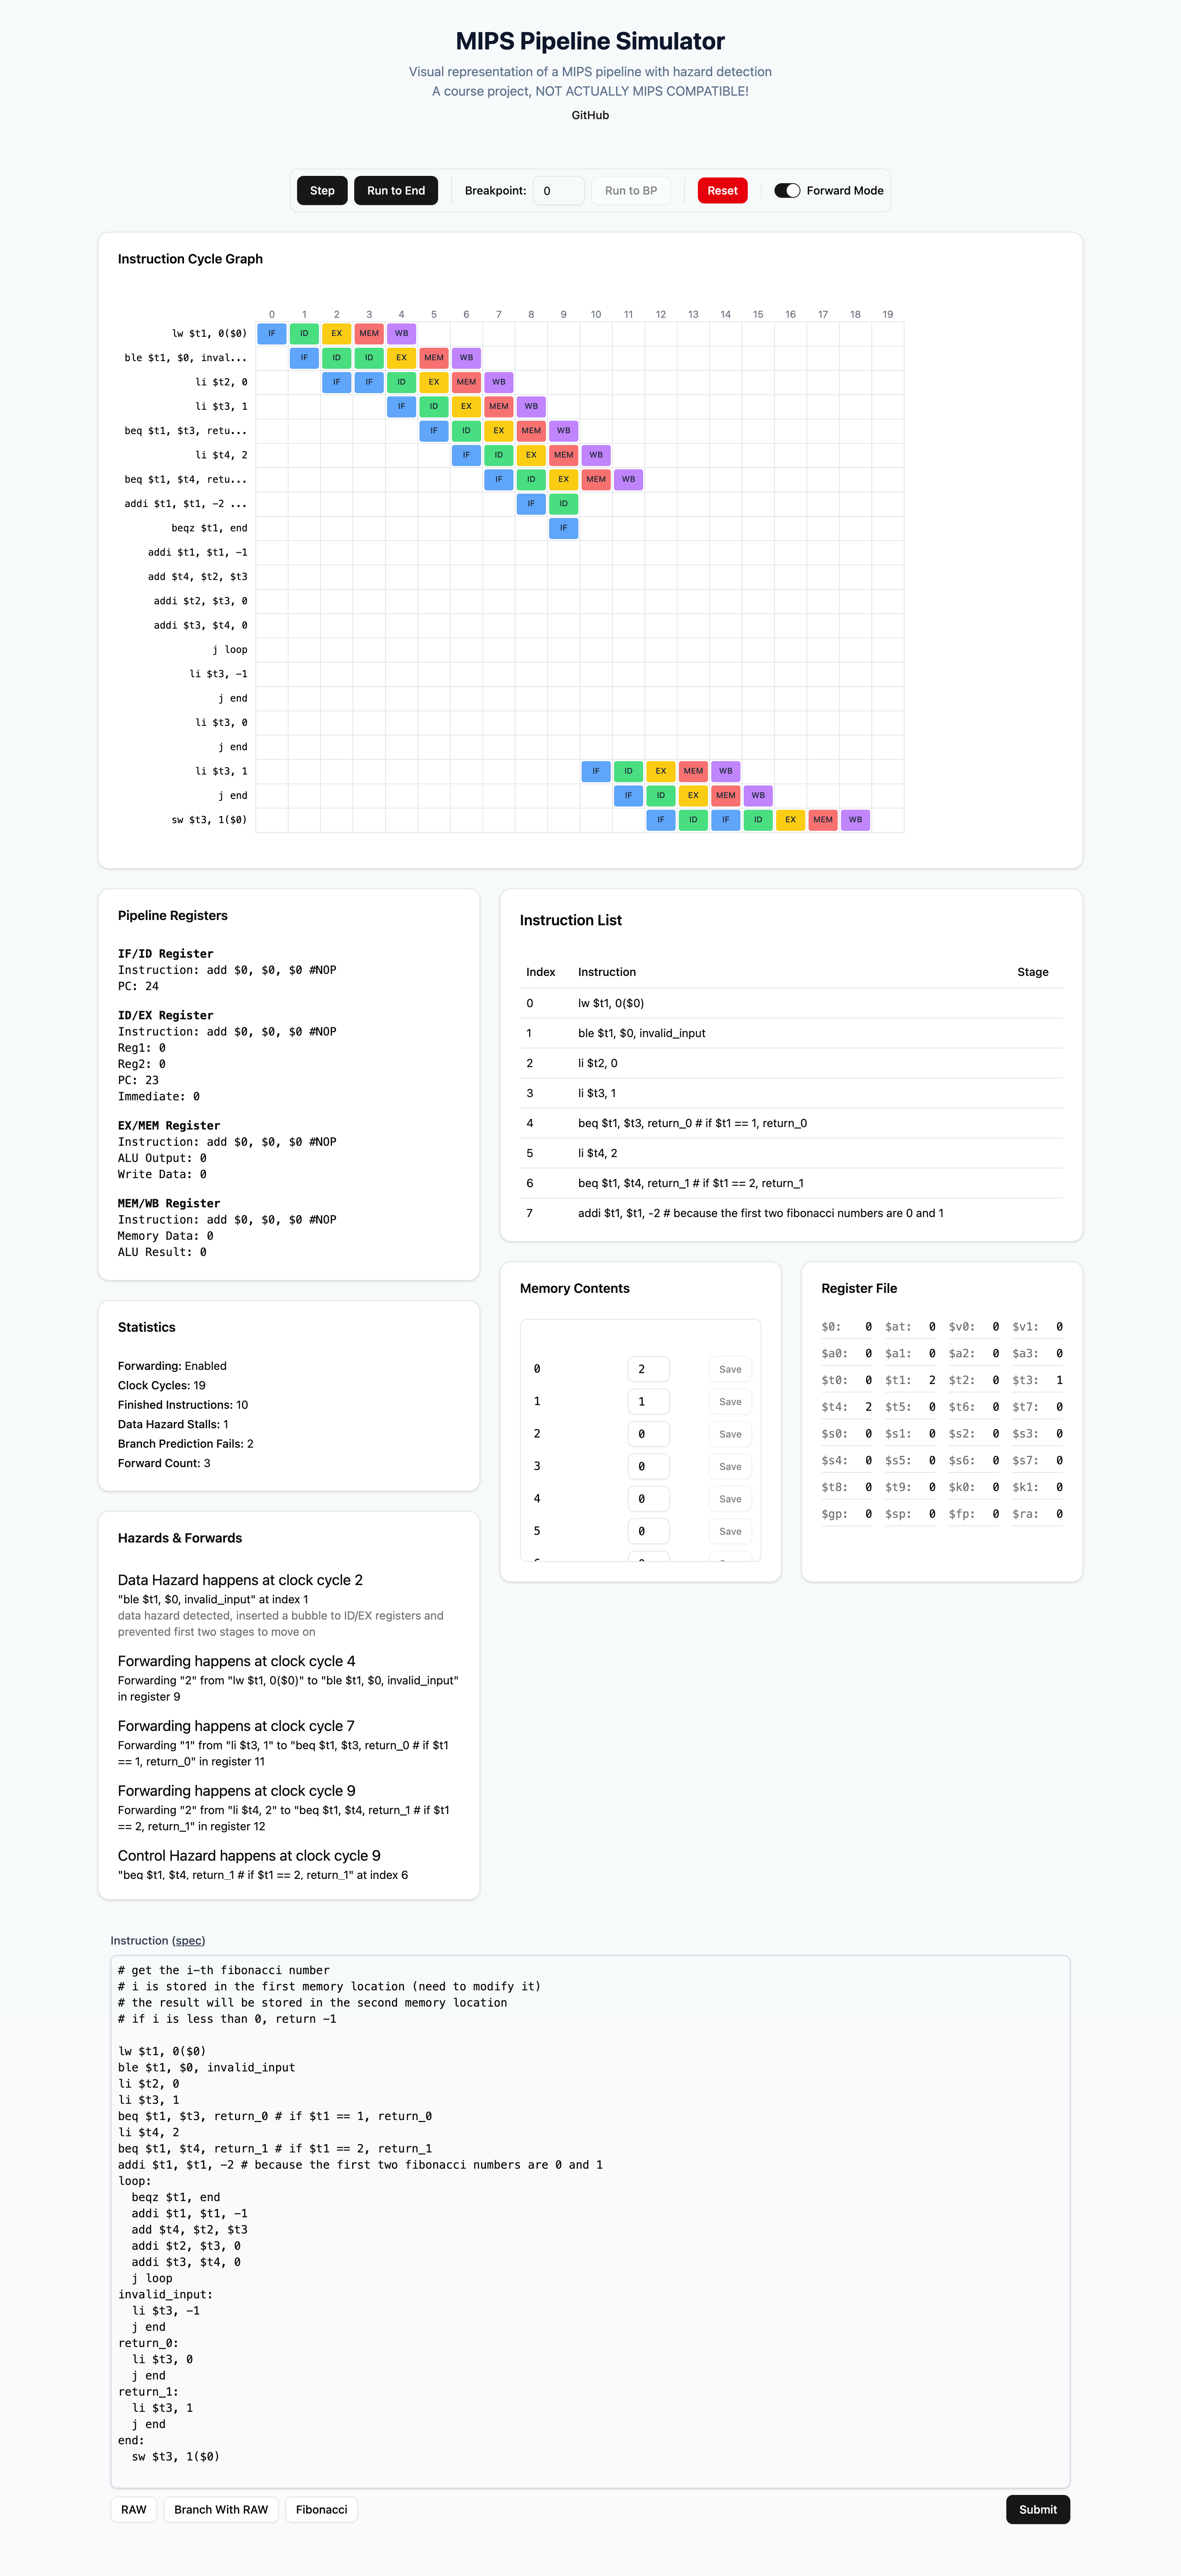 MIPS Pipeline Simulator
Visual representation of a MIPS pipeline with hazard detection
A course project, NOT ACTUALLY MIPS COMPATIBLE!
GitHub
Step Run to End Breakpoint: 0 Run to BP Reset Forward Mode
Instruction Cycle Graph
0 1 2 3 4 5 6 7 8 9 10 11 12 13 14 15 16 17 18 19
lw $t1, 0($0) IF ID EX MEM WB
ble $t1, $0, inval... IF ID ID EX MEM WB
li $t2, 0 IF IF ID EX MEM WB
li $t3, 1 IF ID EX MEM WB
beq $t1, $t3, retu... IF ID EX MEM WB
li $t4, 2 IF ID EX MEM WB
beq $t1, $t4, retu... IF ID EX MEM WB
addi $t1, $t1, -2 ... IF ID
beqz $t1, end IF
addi $t1, $t1, -1
add $t4, $t2, $t3
addi $t2, $t3, 0
addi $t3, $t4, 0
j loop
li $t3, -1
j end
li $t3, 0
j end
li $t3, 1 IF ID EX MEM WB
j end IF ID EX MEM WB
sw $t3, 1($0) IF ID IF ID EX MEM WB
Pipeline Registers
IF/ID Register
Instruction: add $0, $0, $0 #NOP
PC: 24
ID/EX Register
Instruction: add $0, $0, $0 #NOP
Reg1: 0
Reg2: 0
PC: 23
Immediate: 0
EX/MEM Register
Instruction: add $0, $0, $0 #NOP
ALU Output: 0
Write Data: 0
MEM/WB Register
Instruction: add $0, $0, $0 #NOP
Memory Data: 0
ALU Result: 0
Instruction List
Index Instruction Stage
0 lw $t1, 0($0)
1 ble $t1, $0, invalid_input
2 li $t2, 0
3 li $t3, 1
4 beq $t1, $t3, return_0 # if $t1 == 1, return_0
5 li $t4, 2
6 beq $t1, $t4, return_1 # if $t1 == 2, return_1
7 addi $t1, $t1, -2 # because the first two fibonacci numbers are 0 and 1
Statistics
Forwarding: Enabled
Clock Cycles: 19
Finished Instructions: 10
Data Hazard Stalls: 1
Branch Prediction Fails: 2
Forward Count: 3
Memory Contents
0 2 Save
1 1 Save
2 0 Save
3 0 Save
4 0 Save
5 0 Save
Register File
$0: 0 $at: 0 $v0: 0 $v1: 0
$a0: 0 $a1: 0 $a2: 0 $a3: 0
$t0: 0 $t1: 2 $t2: 0 $t3: 1
$t4: 2 $t5: 0 $t6: 0 $t7: 0
$s0: 0 $s1: 0 $s2: 0 $s3: 0
$s4: 0 $s5: 0 $s6: 0 $s7: 0
$t8: 0 $t9: 0 $k0: 0 $k1: 0
$gp: 0 $sp: 0 $fp: 0 $ra: 0
Hazards & Forwards
Data Hazard happens at clock cycle 2
"ble $t1, $0, invalid_input" at index 1
data hazard detected, inserted a bubble to ID/EX registers and
prevented first two stages to move on
Forwarding happens at clock cycle 4
Forwarding "2" from "lw $t1, 0($0)" to "ble $t1, $0, invalid_input"
in register 9
Forwarding happens at clock cycle 7
Forwarding "1" from "li $t3, 1" to "beq $t1, $t3, return_0 # if $t1
== 1, return_0" in register 11
Forwarding happens at clock cycle 9
Forwarding "2" from "li $t4, 2" to "beq $t1, $t4, return_1 # if $t1
== 2, return_1" in register 12
Control Hazard happens at clock cycle 9
"beq $t1, $t4, return_1 # if $t1 == 2, return_1" at index 6
Instruction (spec)
# get the i-th fibonacci number
# i is stored in the first memory location (need to modify it)
# the result will be stored in the second memory location
# if i is less than 0, return -1
lw $t1, 0($0)
ble $t1, $0, invalid_input
li $t2, 0
li $t3, 1
beq $t1, $t3, return_0 # if $t1 == 1, return_0
li $t4, 2
beq $t1, $t4, return_1 # if $t1 == 2, return_1
addi $t1, $t1, -2 # because the first two fibonacci numbers are 0 and 1
loop:
beqz $t1, end
addi $t1, $t1, -1
add $t4, $t2, $t3
addi $t2, $t3, 0
addi $t3, $t4, 0
j loop
invalid_input:
li $t3, -1
j end
return_0:
li $t3, 0
j end
return_1:
li $t3, 1
j end
end:
sw $t3, 1($0)
RAW Branch With RAW Fibonacci Submit